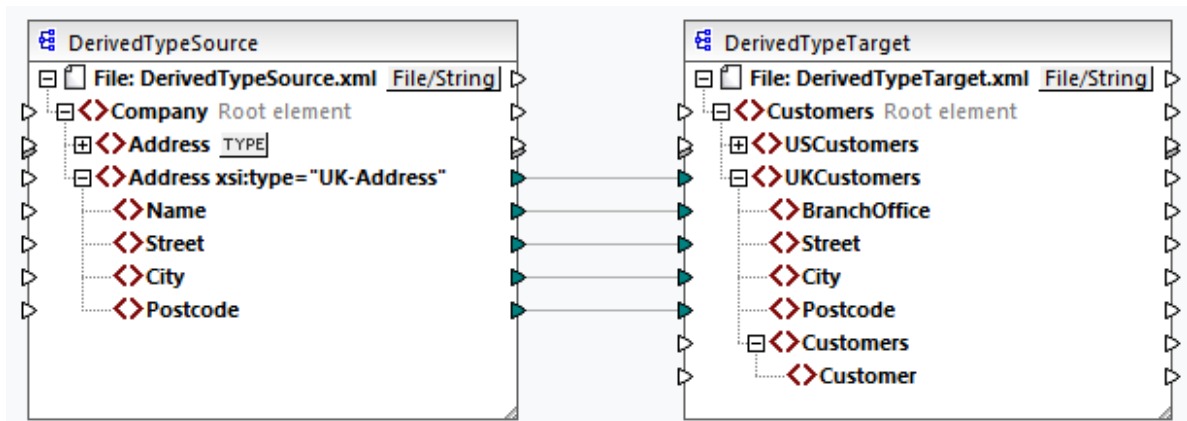 DerivedTypeSource
File: DerivedTypeSource.xml File/String
Company Root element
Address TYPE
Address xsi:type="UK-Address"
Name
Street
City
Postcode
DerivedTypeTarget
File: DerivedTypeTarget.xml File/String
Customers Root element
USCustomers
UKCustomers
BranchOffice
Street
City
Postcode
Customers
Customer